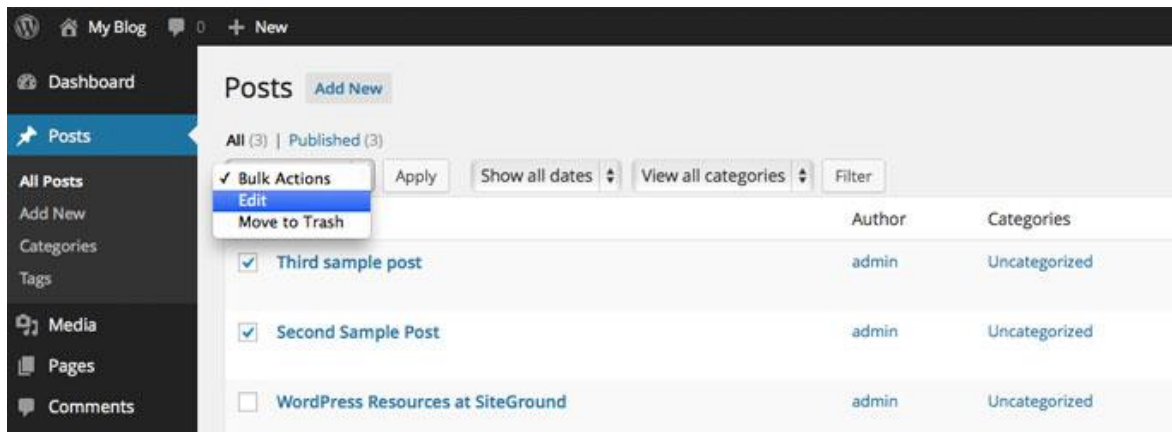 My Blog 0 + New
Dashboard
Posts
All Posts
Add New
Categories
Tags
Media
Pages
Comments
Posts Add New
All (3) | Published (3)
✓ Bulk Actions Apply Show all dates View all categories Filter
Edit
Move to Trash
Author Categories
Third sample post admin Uncategorized
Second Sample Post admin Uncategorized
WordPress Resources at SiteGround admin Uncategorized